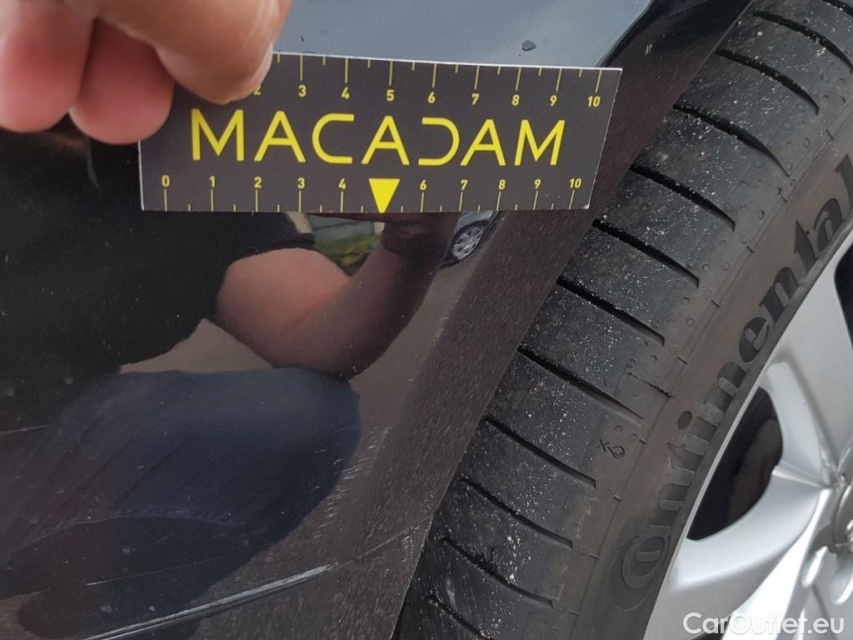 2 3 4 5 6 7 8 9 10
MACADAM
0 1 2 3 4 6 7 8 9 10
Continental
CarOutlet.eu